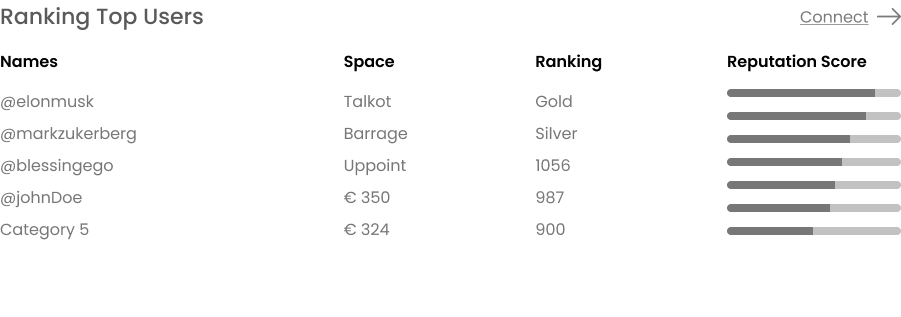 Ranking Top Users Connect
Names Space Ranking Reputation Score
@elonmusk Talkot Gold
@markzukerberg Barrage Silver
@blessingego Uppoint 1056
@johnDoe € 350 987
Category 5 € 324 900